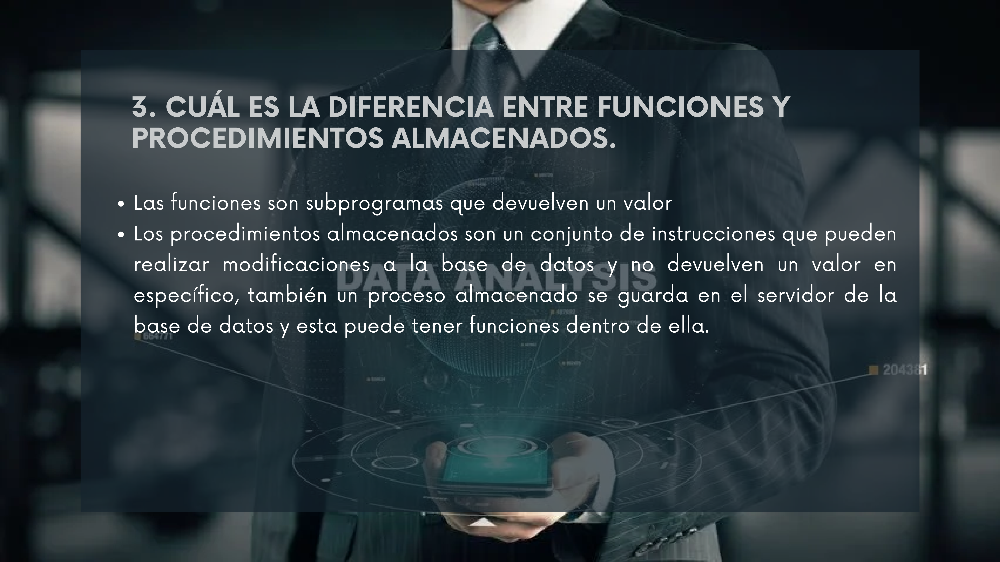 3. CUÁL ES LA DIFERENCIA ENTRE FUNCIONES Y
PROCEDIMIENTOS ALMACENADOS.
• Las funciones son subprogramas que devuelven un valor
• Los procedimientos almacenados son un conjunto de instrucciones que pueden
realizar modificaciones a la base de datos y no devuelven un valor en
DATA ANALYSIS
específico, también un proceso almacenado se guarda en el servidor de la
base de datos y esta puede tener funciones dentro de ella.
664771
204381